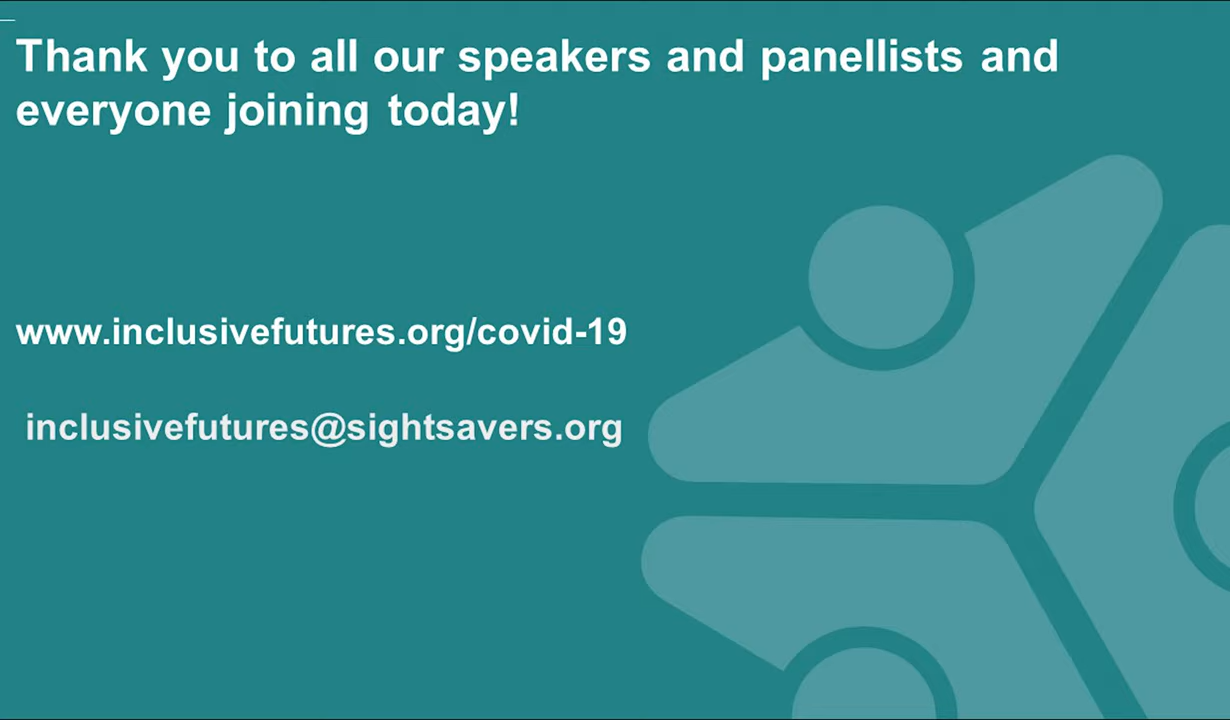 Thank you to all our speakers and panellists and
everyone joining today!
www.inclusivefutures.org/covid-19
inclusivefutures@sightsavers.org